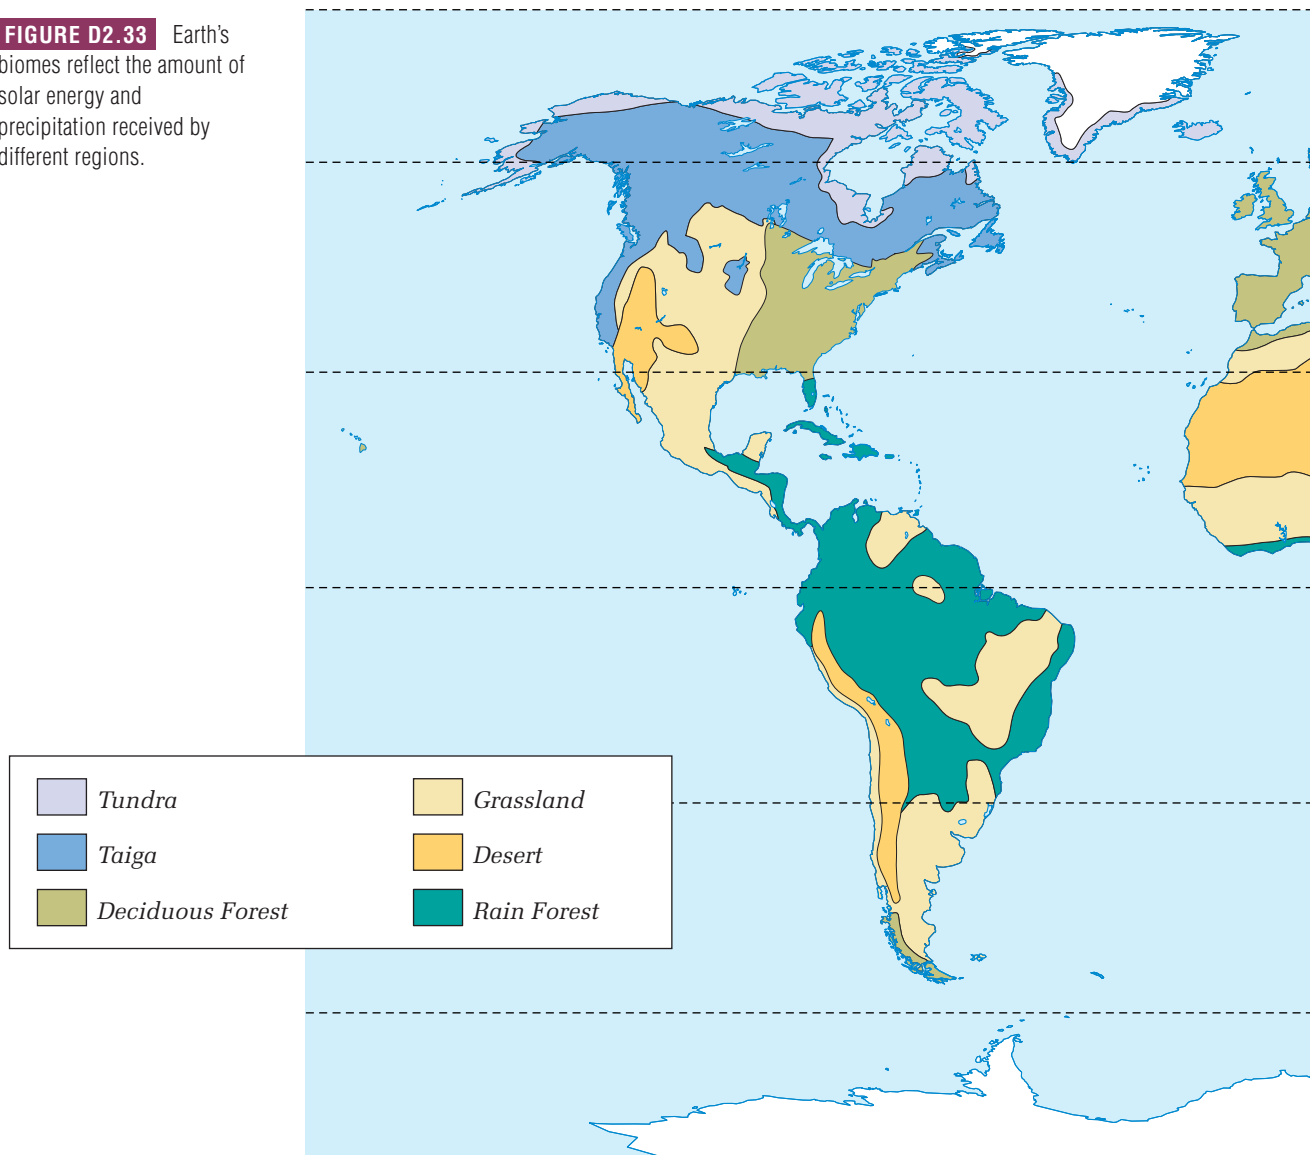 FIGURE D2.33 Earth’s
biomes reflect the amount of
solar energy and
precipitation received by
different regions.
Tundra
Taiga
Deciduous Forest
Grassland
Desert
Rain Forest